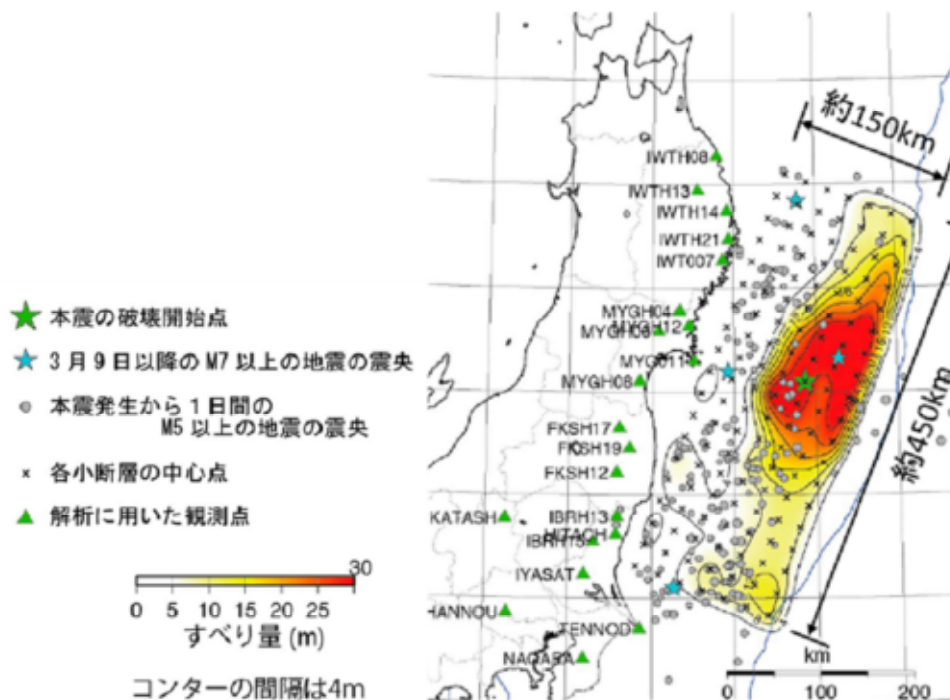 本震の破壊開始点
3月9日以降のM7以上の地震の震央
本震発生から1日間の
M5以上の地震の震央
各小断層の中心点
解析に用いた観測点
30
0 5 10 15 20 25
すべり量 (m)
コンターの間隔は4m
約150km
約450km
IWTH08
IWTH13
IWTH14
IWTH21
IWT007
MYGH04
MYGH12
MYG011
MYGH08
FKSH17
FKSH19
FKSH12
KATASH
IBRH13
HITACH
IYASAT
HANNOU
TENNOD
NAGARA
km
0 100 200